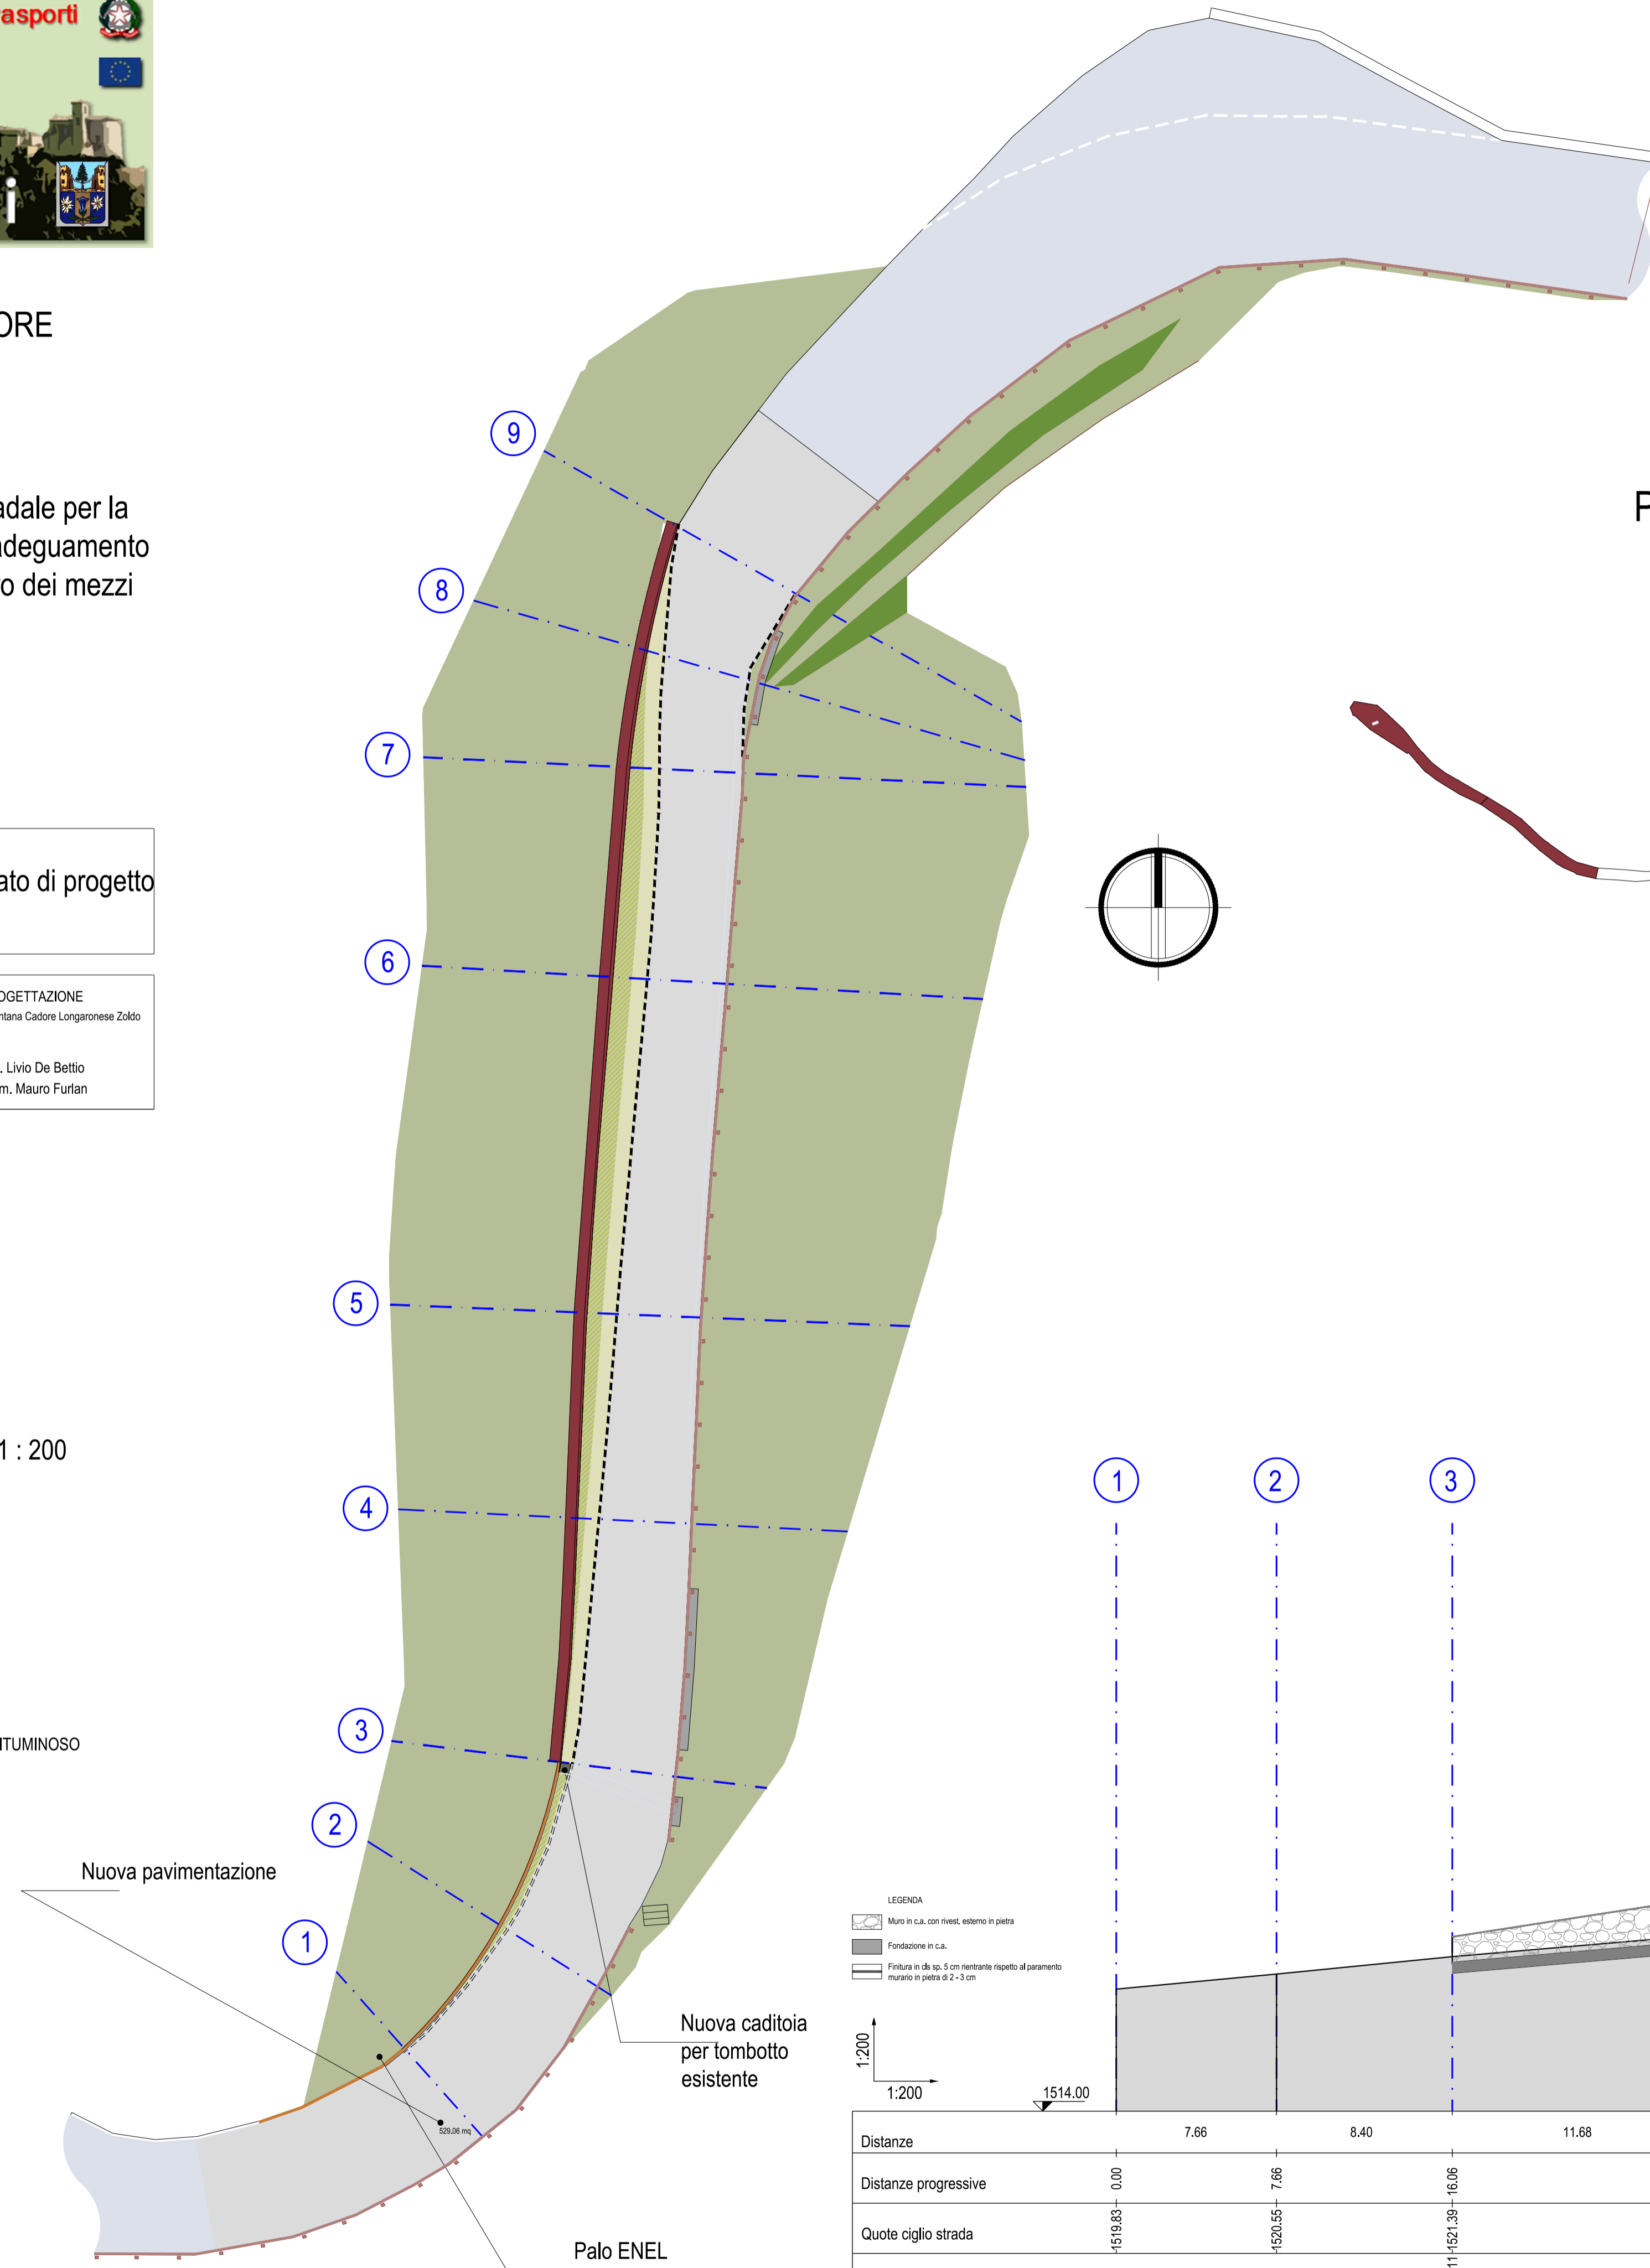 rasporti
i
ORE
adale per la
adeguamento
o dei mezzi
ato di progetto
OGETTAZIONE
ntana Cadore Longaronese Zoldo
. Livio De Bettio
m. Mauro Furlan
1 : 200
ITUMINOSO
P
9
8
7
6
5
4
3
2
1
Nuova pavimentazione
529,06 mq
Nuova caditoia
per tombotto
esistente
Palo ENEL
1
2
3
LEGENDA
Muro in c.a. con rivest. esterno in pietra
Fondazione in c.a.
Finitura in cls sp. 5 cm rientrante rispetto al paramento
murario in pietra di 2 - 3 cm
1:200
1:200
1514.00
Distanze 7.66 8.40 11.68
Distanze progressive 0.00 7.66 16.06
Quote ciglio strada 1519.83 1520.55 1521.39